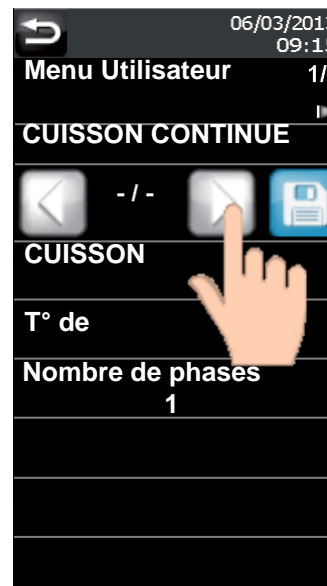 06/03/201
09:1
Menu Utilisateur 1/
CUISSON CONTINUE
- / -
CUISSON
T° de
Nombre de phases
1